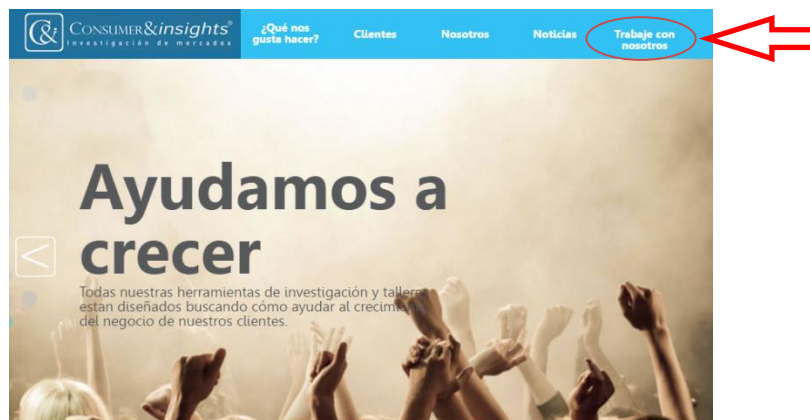 C&i CONSUMER&insights®
Investigación de mercados
¿Qué nos
gusta hacer?
Clientes
Nosotros
Noticias
Trabaje con
nosotros
Ayudamos a
crecer
Todas nuestras herramientas de investigación y talleres
estan diseñados buscando cómo ayudar al crecimiento
del negocio de nuestros clientes.